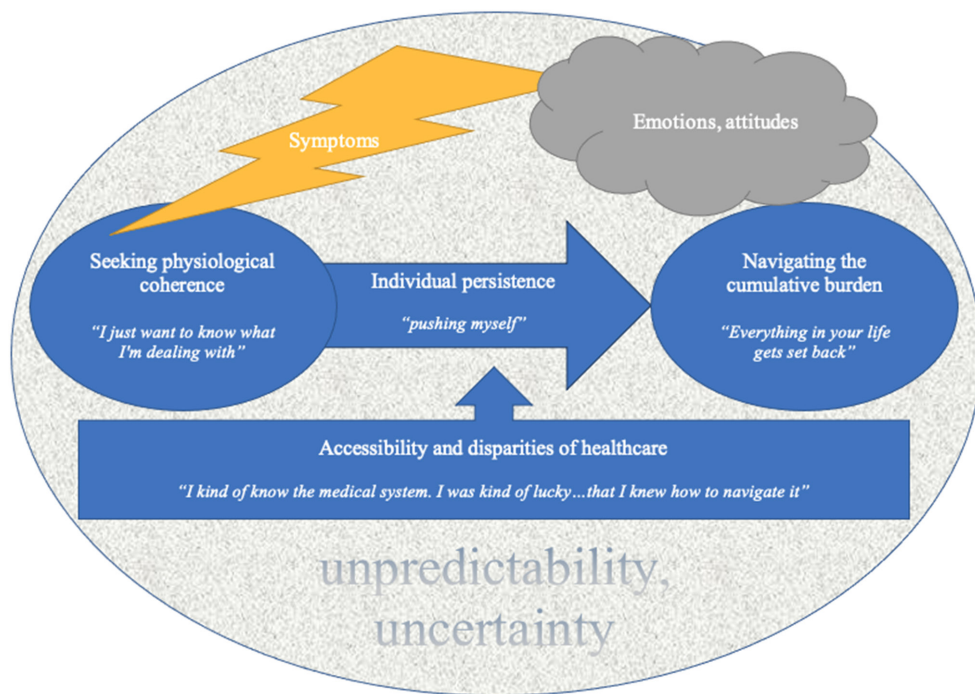 Symptoms
Emotions, attitudes
Seeking physiological
coherence
“I just want to know what
I'm dealing with”
Individual persistence
“pushing myself”
Navigating the
cumulative burden
“Everything in your life
gets set back”
Accessibility and disparities of healthcare
“I kind of know the medical system. I was kind of lucky…that I knew how to navigate it”
unpredictability,
uncertainty